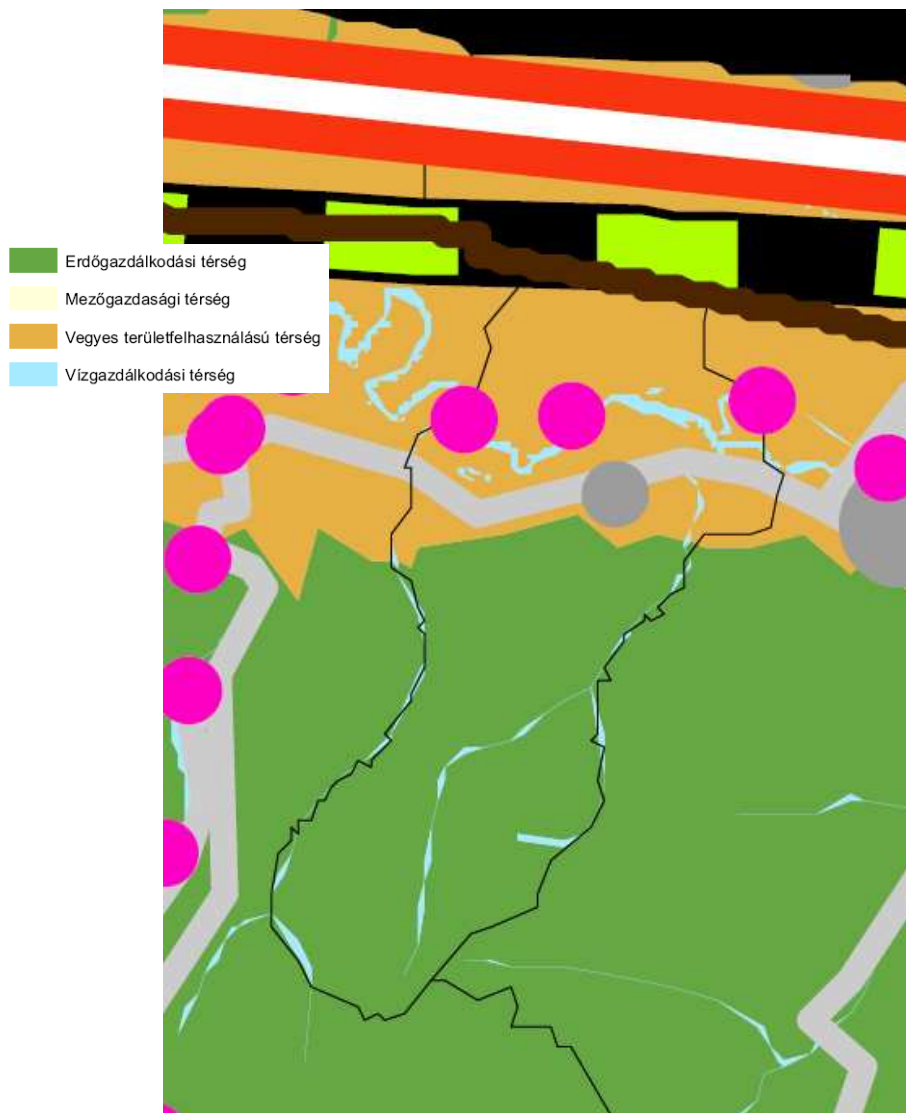 Erdőgazdálkodási térség
Mezőgazdasági térség
Vegyes területfelhasználású térség
Vízgazdálkodási térség